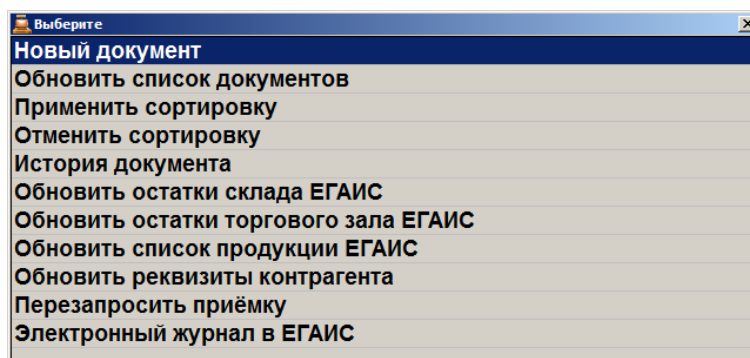 Выберите
Новый документ
Обновить список документов
Применить сортировку
Отменить сортировку
История документа
Обновить остатки склада ЕГАИС
Обновить остатки торгового зала ЕГАИС
Обновить список продукции ЕГАИС
Обновить реквизиты контрагента
Перезапросить приёмку
Электронный журнал в ЕГАИС